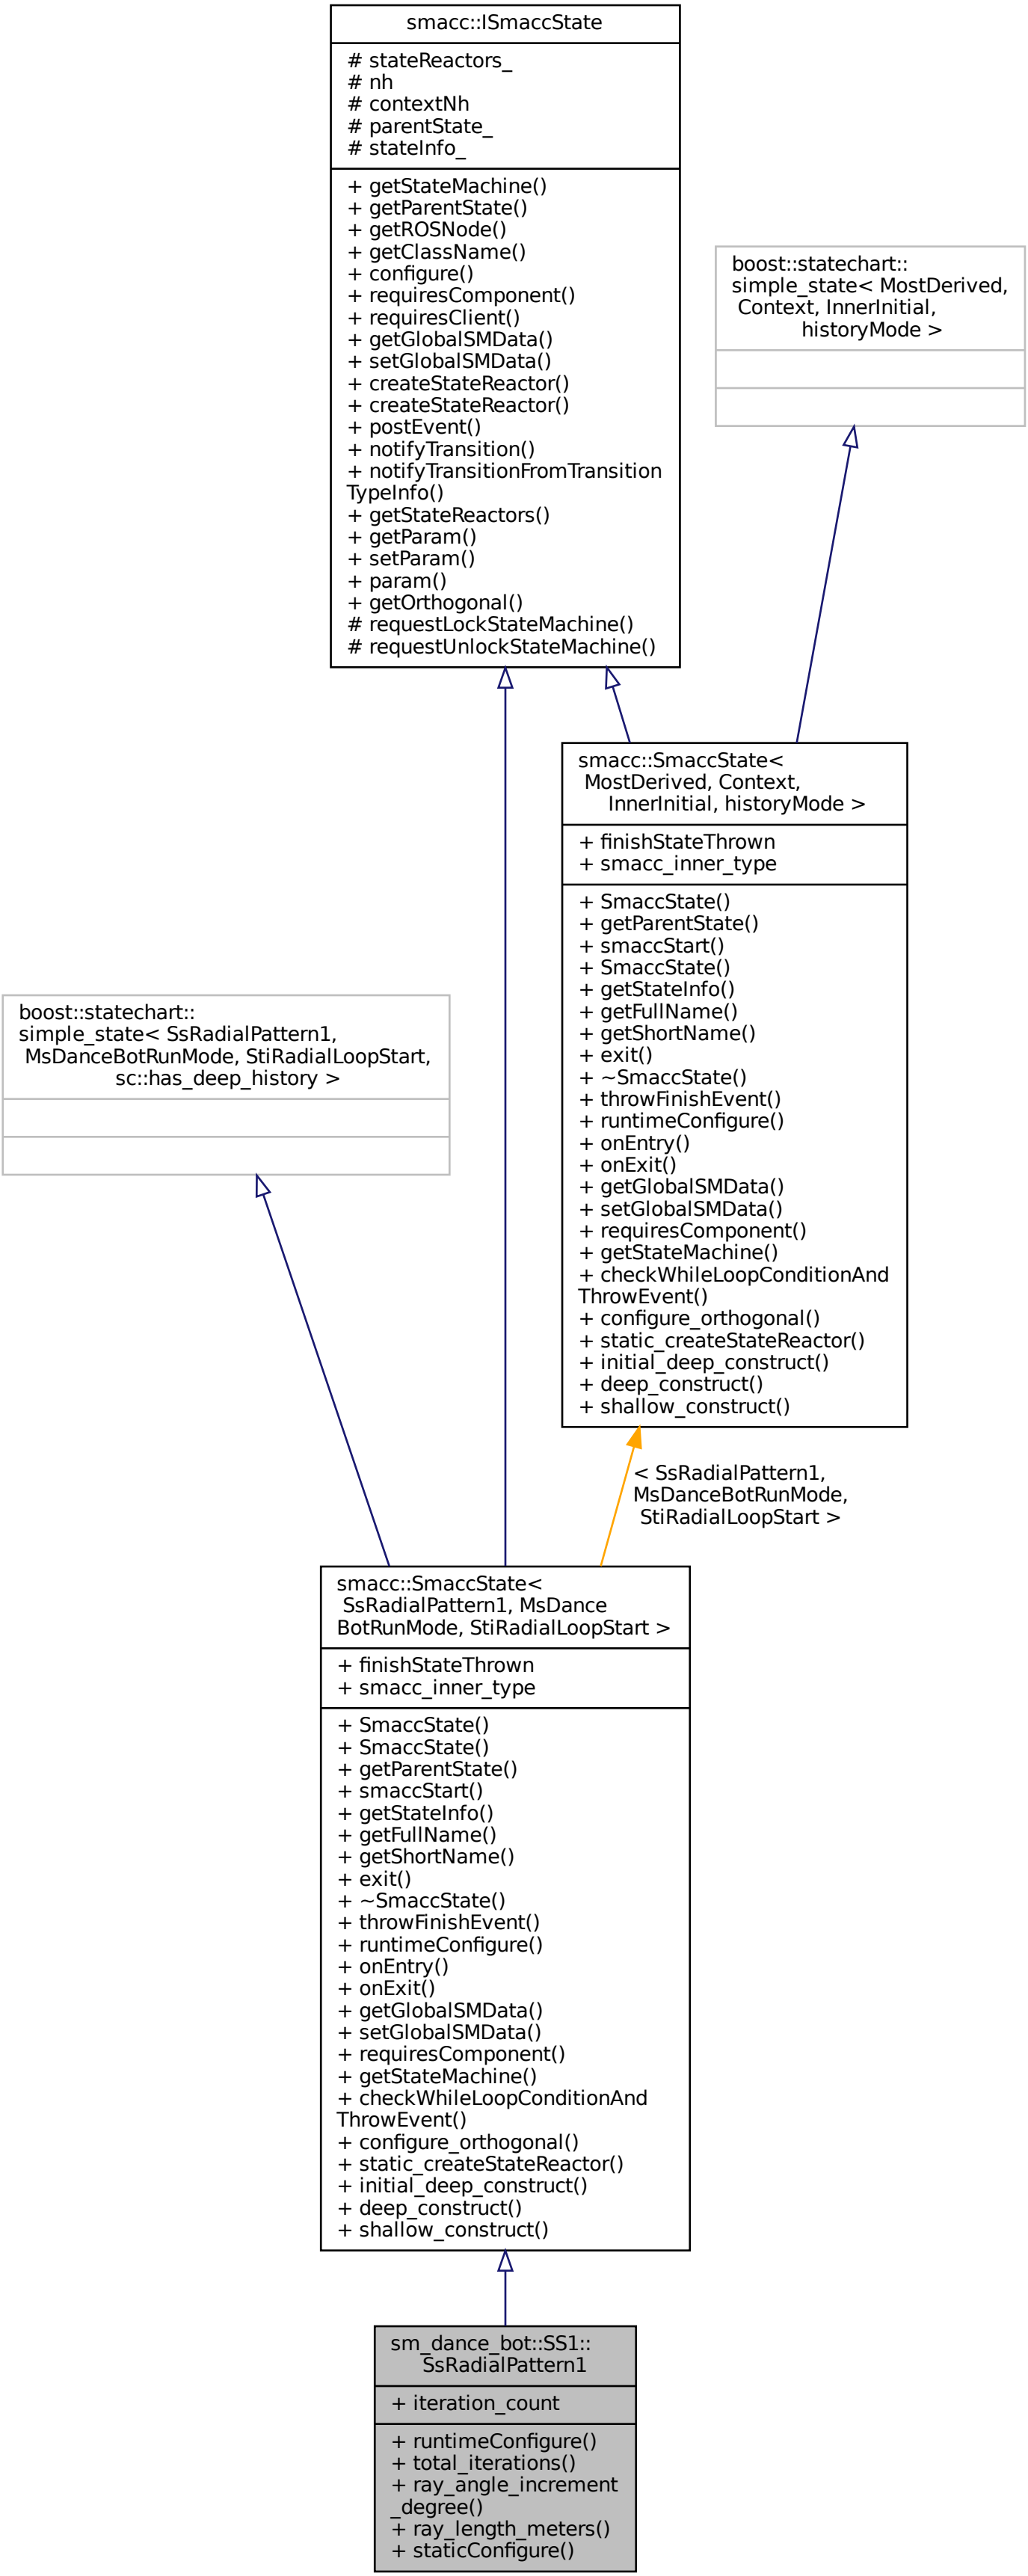 smacc::ISmaccState
# stateReactors_
# nh
# contextNh
# parentState_
# stateInfo_
+ getStateMachine()
+ getParentState()
+ getROSNode()
+ getClassName()
+ configure()
+ requiresComponent()
+ requiresClient()
+ getGlobalSMData()
+ setGlobalSMData()
+ createStateReactor()
+ createStateReactor()
+ postEvent()
+ notifyTransition()
+ notifyTransitionFromTransition
TypeInfo()
+ getStateReactors()
+ getParam()
+ setParam()
+ param()
+ getOrthogonal()
# requestLockStateMachine()
# requestUnlockStateMachine()
boost::statechart::
simple_state< MostDerived,
Context, InnerInitial,
historyMode >
smacc::SmaccState<
MostDerived, Context,
InnerInitial, historyMode >
+ finishStateThrown
+ smacc_inner_type
+ SmaccState()
+ getParentState()
+ smaccStart()
+ SmaccState()
+ getStateInfo()
+ getFullName()
+ getShortName()
+ exit()
+ ~SmaccState()
+ throwFinishEvent()
+ runtimeConfigure()
+ onEntry()
+ onExit()
+ getGlobalSMData()
+ setGlobalSMData()
+ requiresComponent()
+ getStateMachine()
+ checkWhileLoopConditionAnd
ThrowEvent()
+ configure_orthogonal()
+ static_createStateReactor()
+ initial_deep_construct()
+ deep_construct()
+ shallow_construct()
boost::statechart::
simple_state< SsRadialPattern1,
MsDanceBotRunMode, StiRadialLoopStart,
sc::has_deep_history >
< SsRadialPattern1,
MsDanceBotRunMode,
StiRadialLoopStart >
smacc::SmaccState<
SsRadialPattern1, MsDance
BotRunMode, StiRadialLoopStart >
+ finishStateThrown
+ smacc_inner_type
+ SmaccState()
+ SmaccState()
+ getParentState()
+ smaccStart()
+ getStateInfo()
+ getFullName()
+ getShortName()
+ exit()
+ ~SmaccState()
+ throwFinishEvent()
+ runtimeConfigure()
+ onEntry()
+ onExit()
+ getGlobalSMData()
+ setGlobalSMData()
+ requiresComponent()
+ getStateMachine()
+ checkWhileLoopConditionAnd
ThrowEvent()
+ configure_orthogonal()
+ static_createStateReactor()
+ initial_deep_construct()
+ deep_construct()
+ shallow_construct()
sm_dance_bot::SS1::
SsRadialPattern1
+ iteration_count
+ runtimeConfigure()
+ total_iterations()
+ ray_angle_increment
_degree()
+ ray_length_meters()
+ staticConfigure()